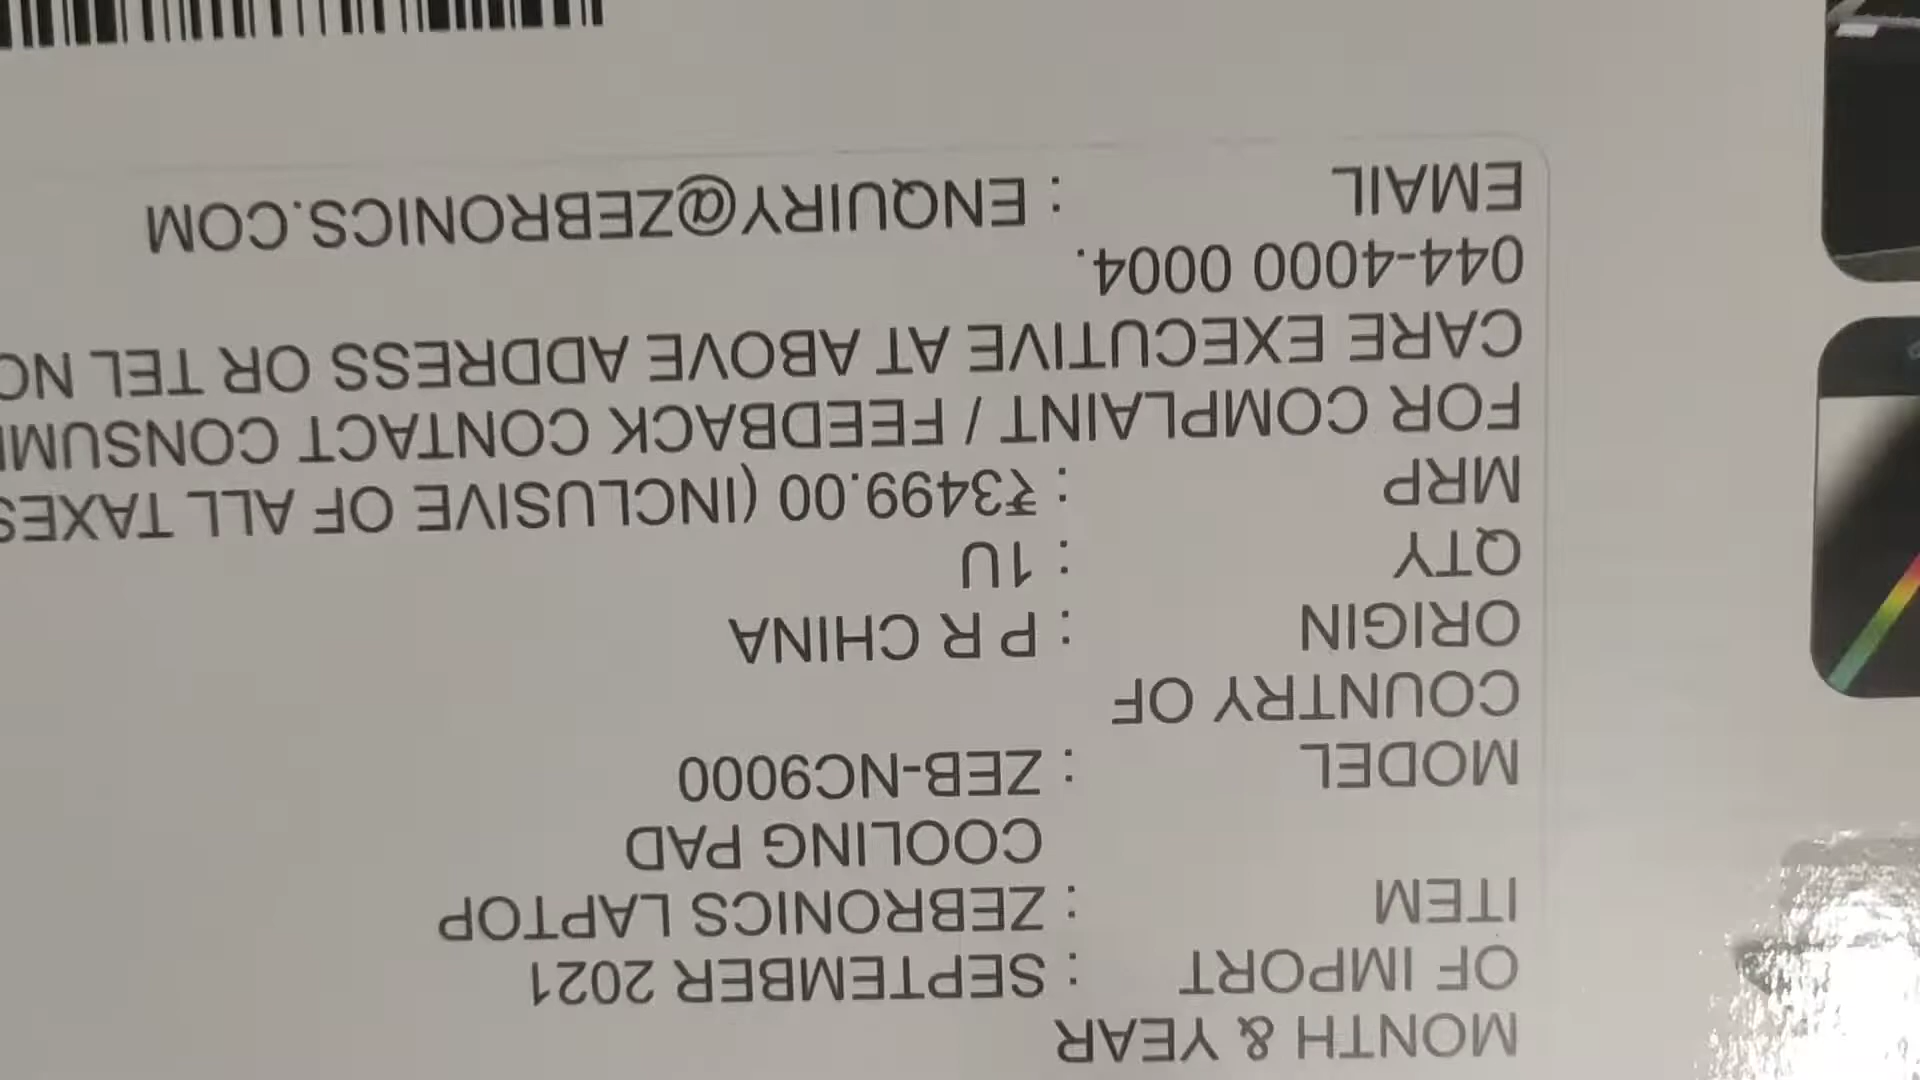 MONTH & YEAR
OF IMPORT : SEPTEMBER 2021
ITEM : ZEBRONICS LAPTOP
COOLING PAD
MODEL : ZEB-NC9000
COUNTRY OF
ORIGIN : P R CHINA
QTY : 1U
MRP : ₹3499.00 (INCLUSIVE OF ALL TAXES
FOR COMPLAINT / FEEDBACK CONTACT
CARE EXECUTIVE AT ABOVE ADDRESS OR TEL NO
044-4000 0004.
EMAIL : ENQUIRY@ZEBRONICS.COM